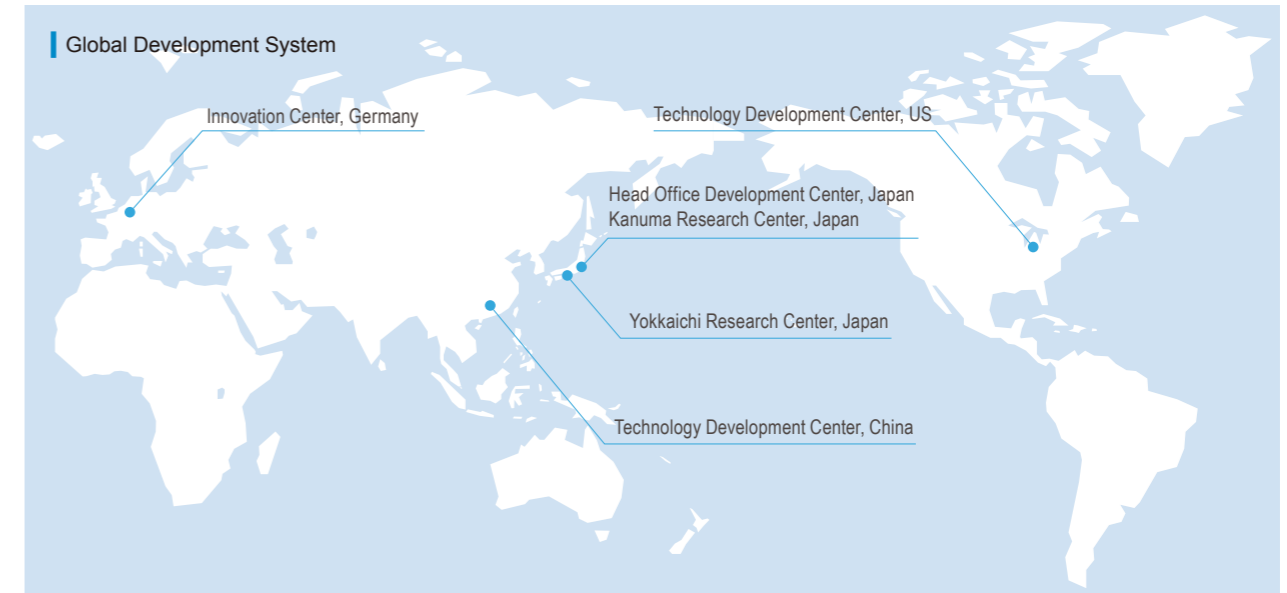 Global Development System
Innovation Center, Germany
Technology Development Center, US
Head Office Development Center, Japan
Kanuma Research Center, Japan
Yokkaichi Research Center, Japan
Technology Development Center, China